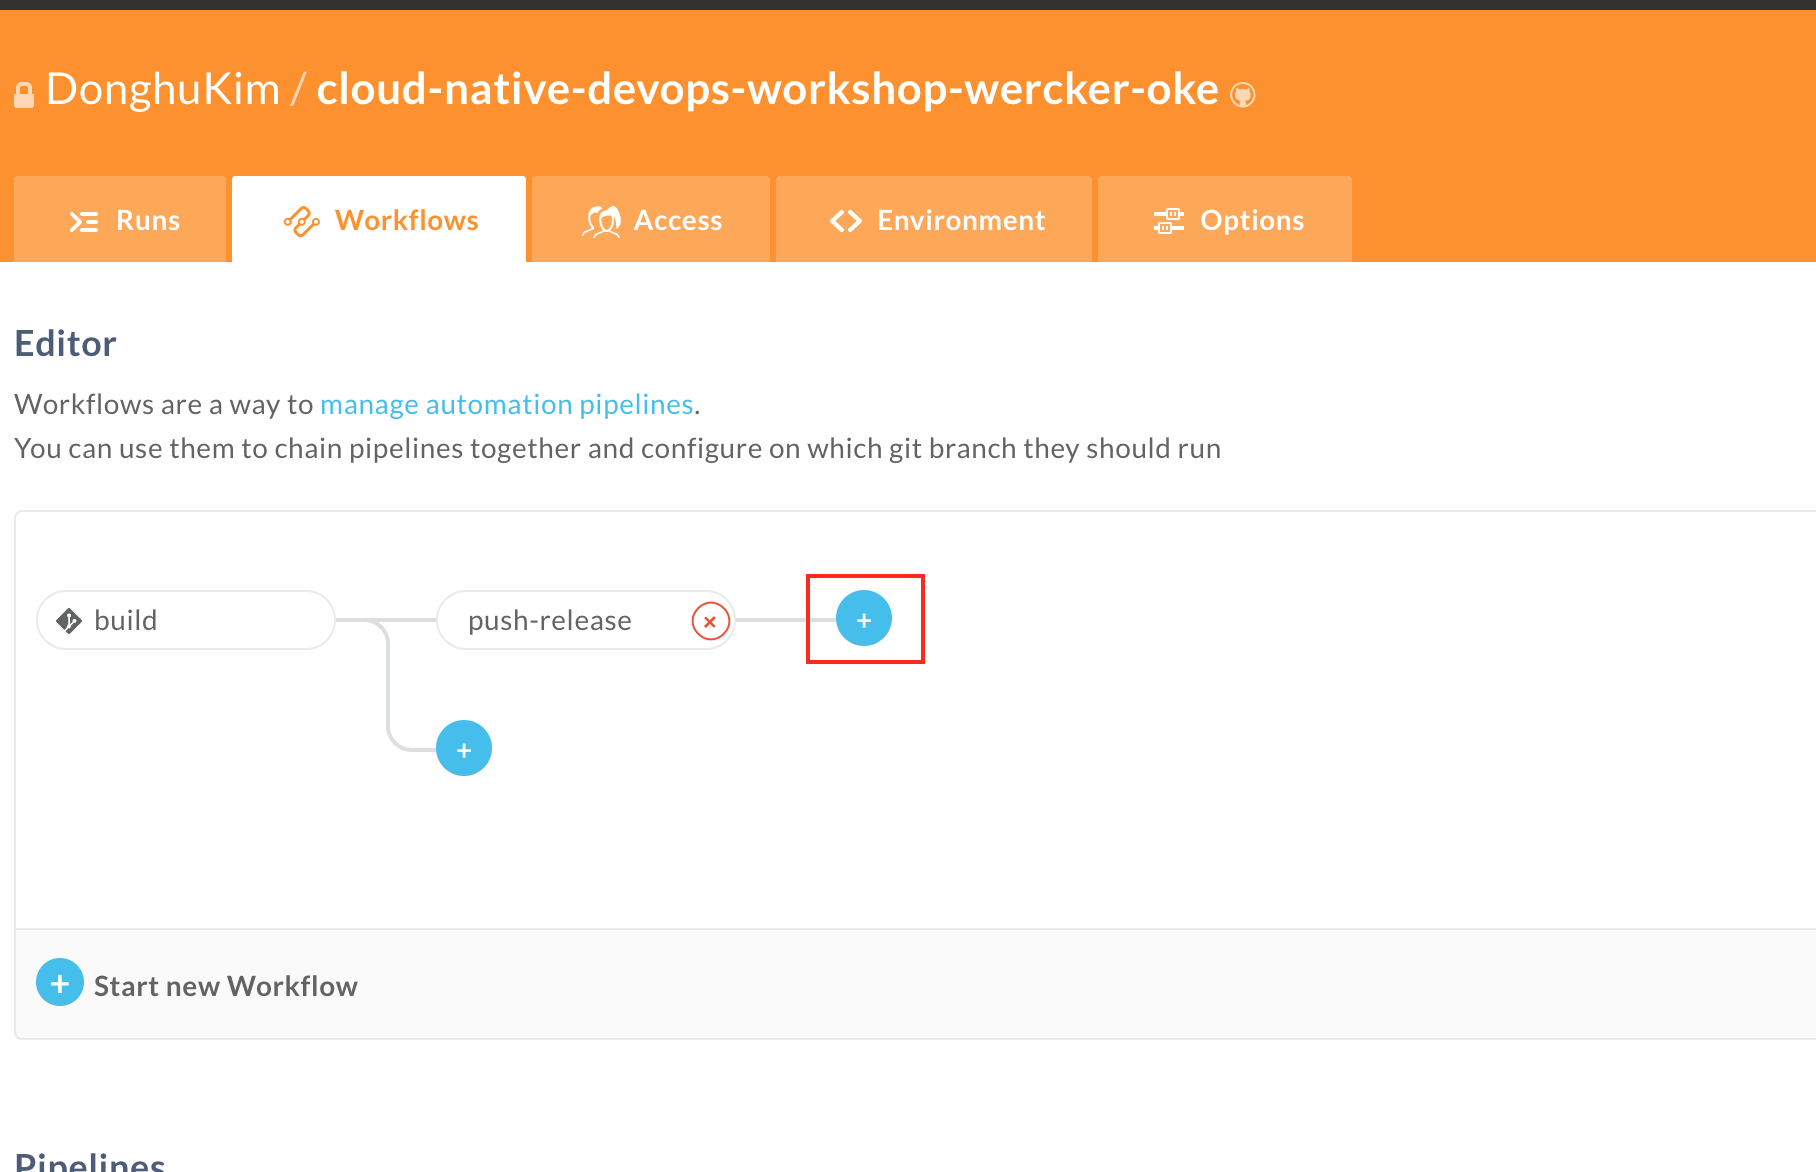 DonghuKim / cloud-native-devops-workshop-wercker-oke
Runs
Workflows
Access
Environment
Options
Editor
Workflows are a way to manage automation pipelines.
You can use them to chain pipelines together and configure on which git branch they should run
build
push-release
Start new Workflow
Pipelines